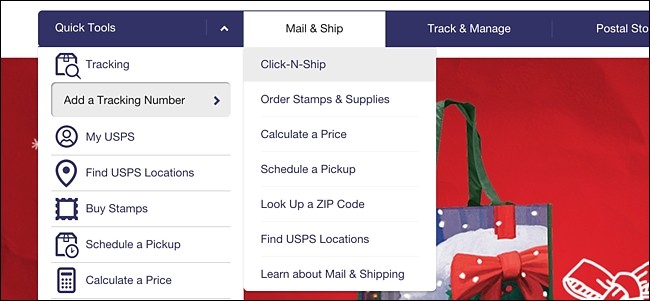 Quick Tools
Mail & Ship
Track & Manage
Postal Sto
Tracking
Add a Tracking Number
My USPS
Find USPS Locations
Buy Stamps
Schedule a Pickup
Calculate a Price
Click-N-Ship
Order Stamps & Supplies
Calculate a Price
Schedule a Pickup
Look Up a ZIP Code
Find USPS Locations
Learn about Mail & Shipping